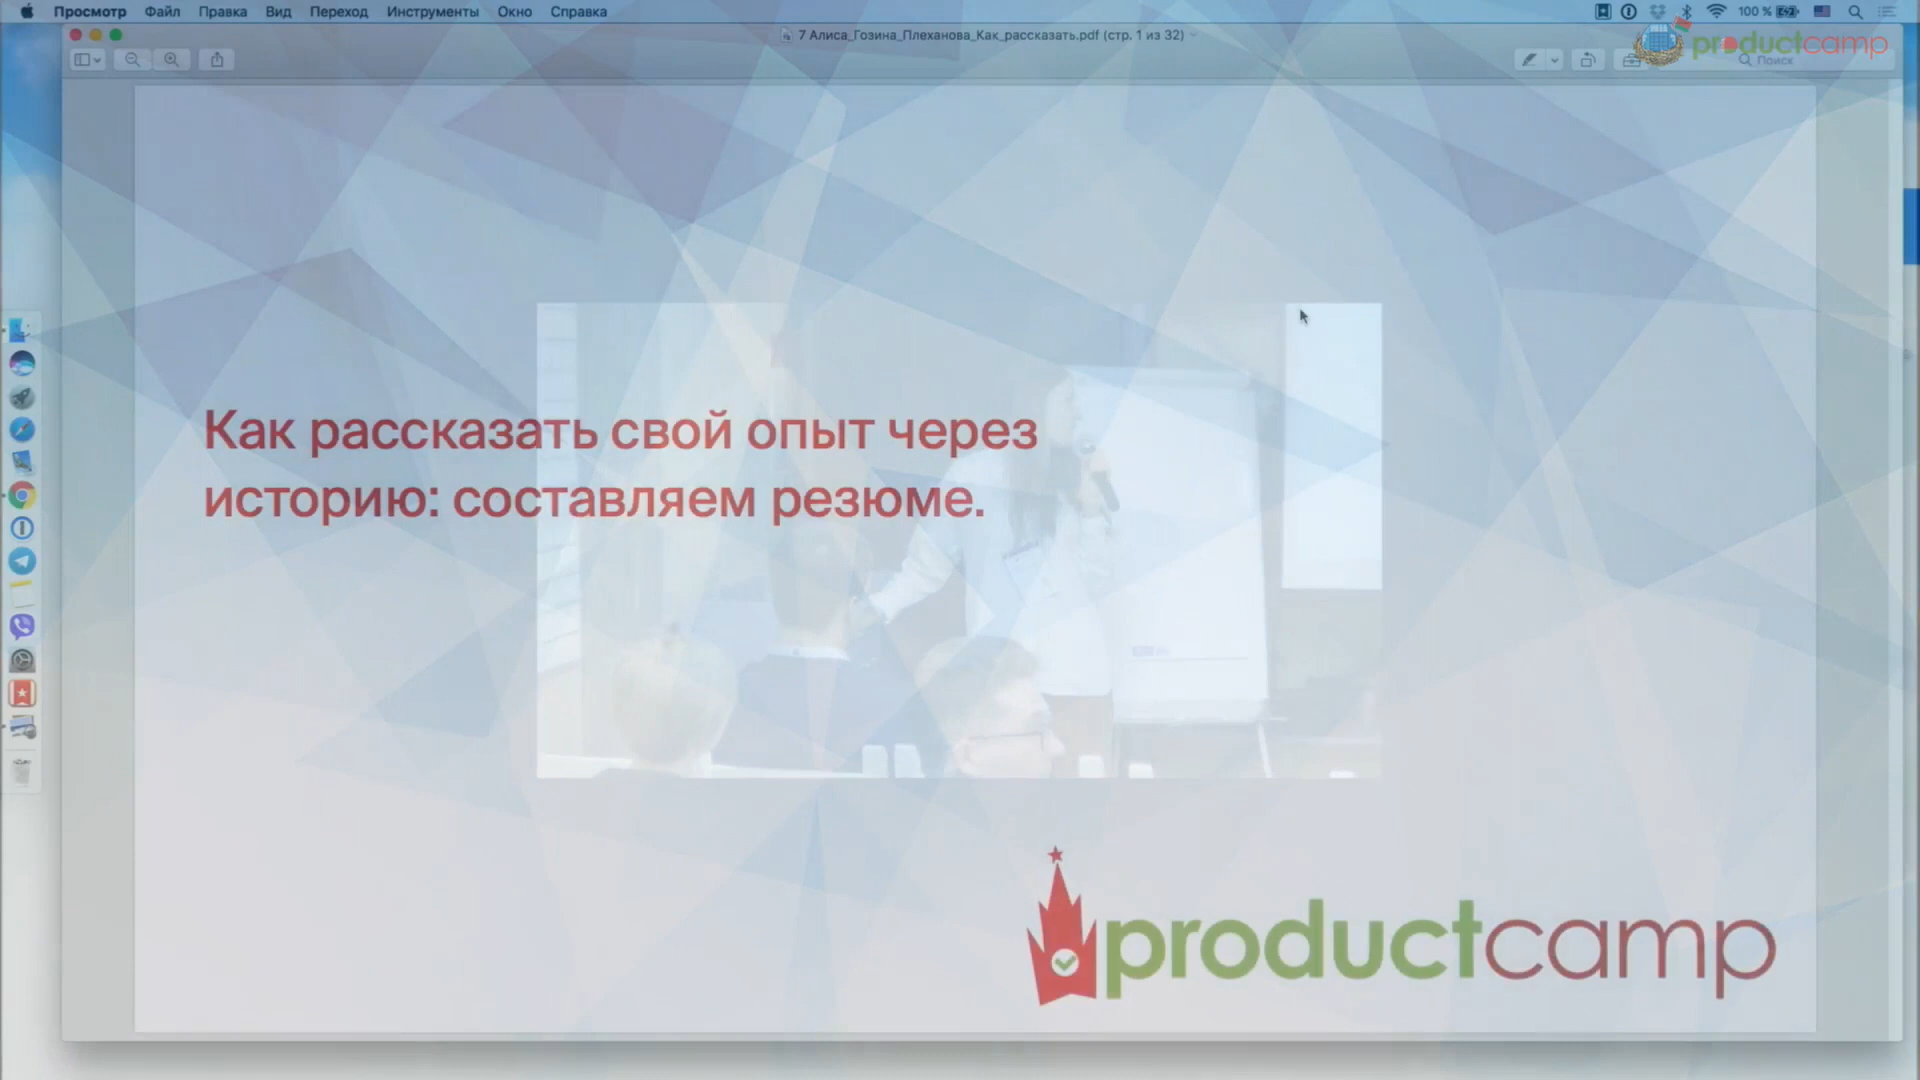 Просмотр Файл Правка Вид Переход Инструменты Окно Справка
100 %
7 Алиса_Гозина_Плеханова_Как_рассказать.pdf (стр. 1 из 32)
productcamp
Поиск
Как рассказать свой опыт через
историю: составляем резюме.
productcamp